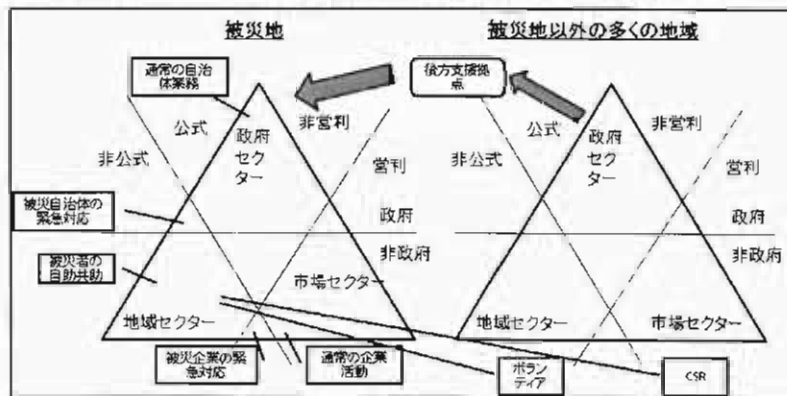 被災地
被災地以外の多くの地域
通常の自治
体業務
後方支援拠
点
公式
非営利
非公式
政府
セク
ター
営利
被災自治体の
緊急対応
政府
非政府
被災者の
自助共助
市場セクター
地域セクター
被災企業の緊
急対応
通常の企業
活動
公式
非営利
非公式
政府
セク
ター
営利
政府
非政府
地域セクター
市場セクター
ボラン
ティア
CSR